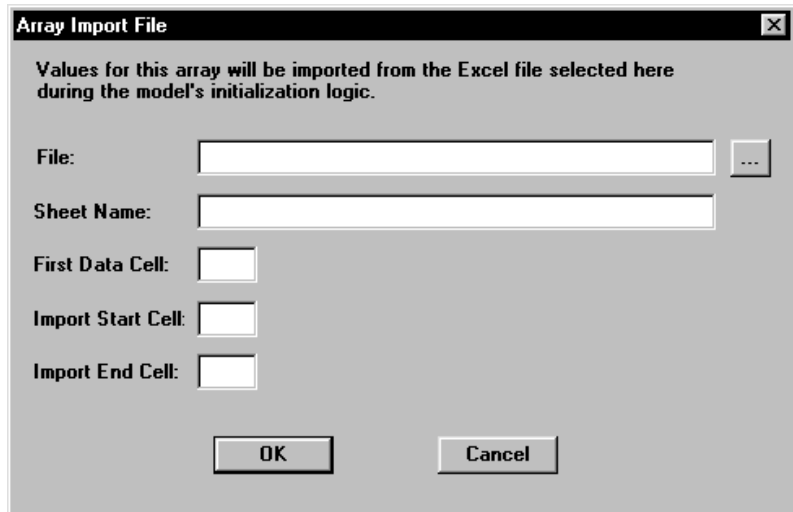 Array Import File
Values for this array will be imported from the Excel file selected here
during the model's initialization logic.
File:
...
Sheet Name:
First Data Cell:
Import Start Cell:
Import End Cell:
OK
Cancel